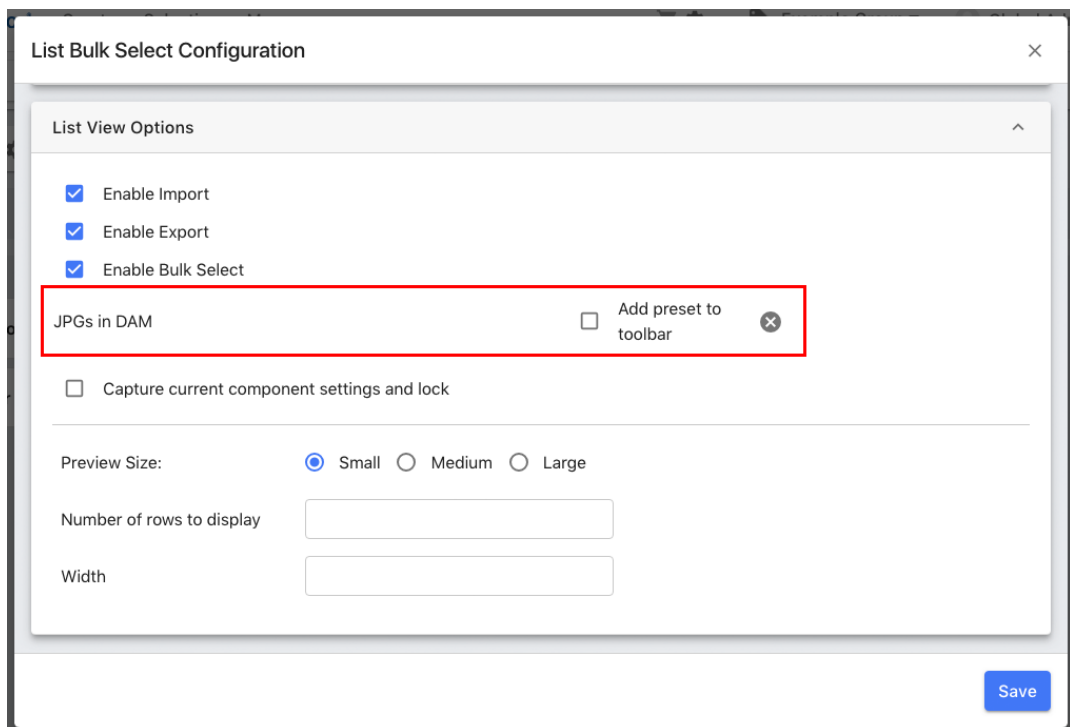 List Bulk Select Configuration
List View Options
Enable Import
Enable Export
Enable Bulk Select
JPGs in DAM
Add preset to
toolbar
Capture current component settings and lock
Preview Size:
Small
Medium
Large
Number of rows to display
Width
Save